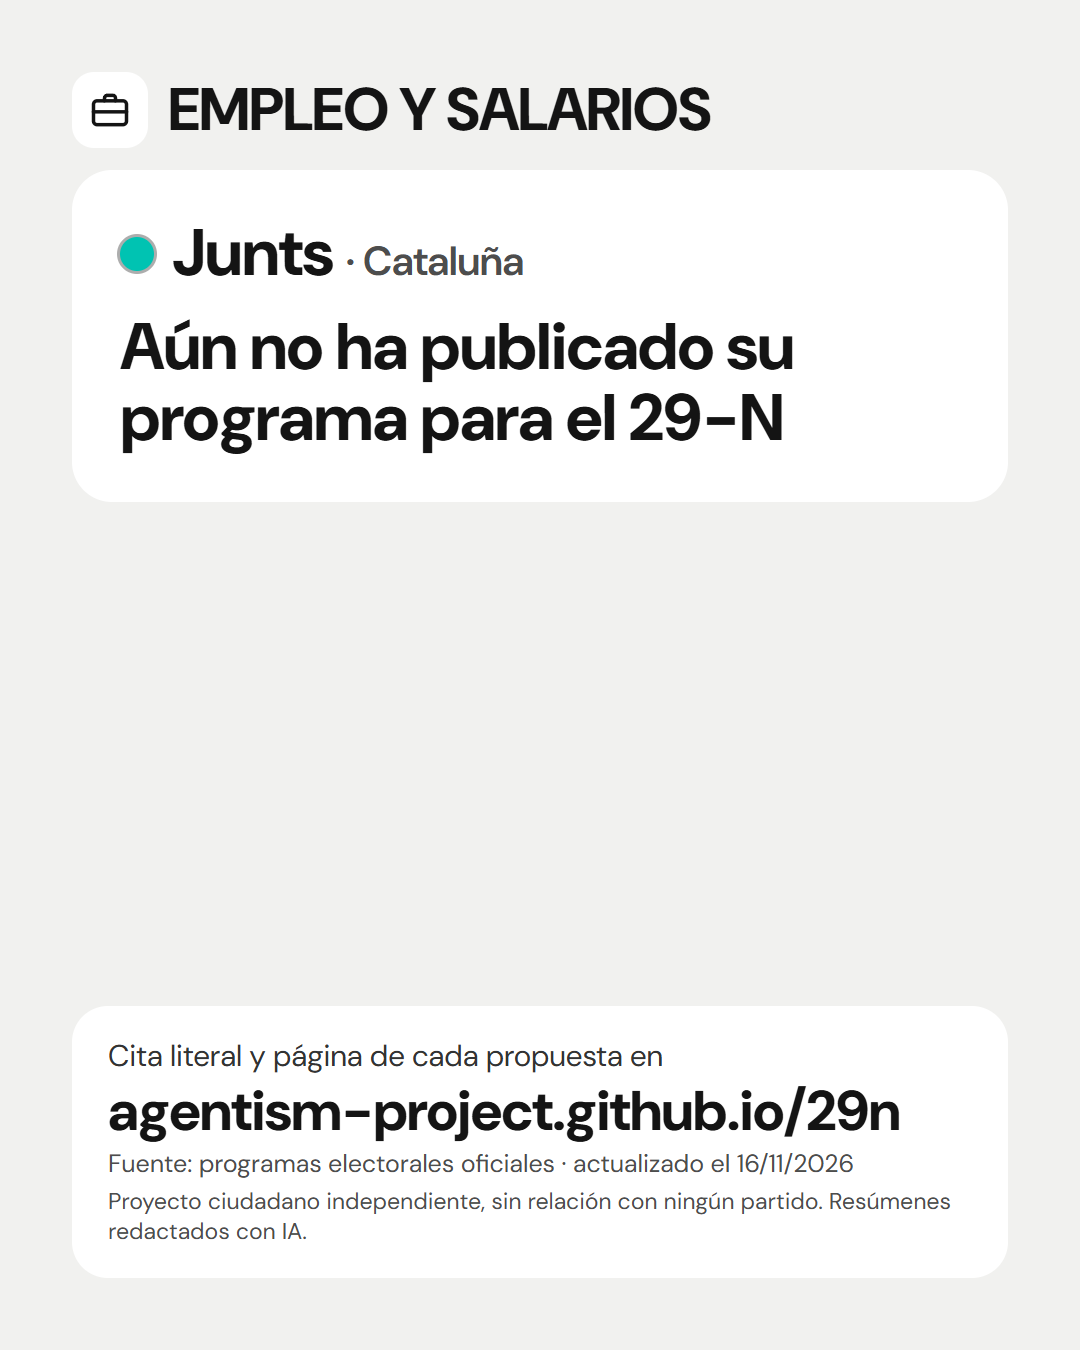 EMPLEO Y SALARIOS
Junts · Cataluña
Aún no ha publicado su
programa para el 29-N
Cita literal y página de cada propuesta en
agentism-project.github.io/29n
Fuente: programas electorales oficiales · actualizado el 16/11/2026
Proyecto ciudadano independiente, sin relación con ningún partido. Resúmenes
redactados con IA.